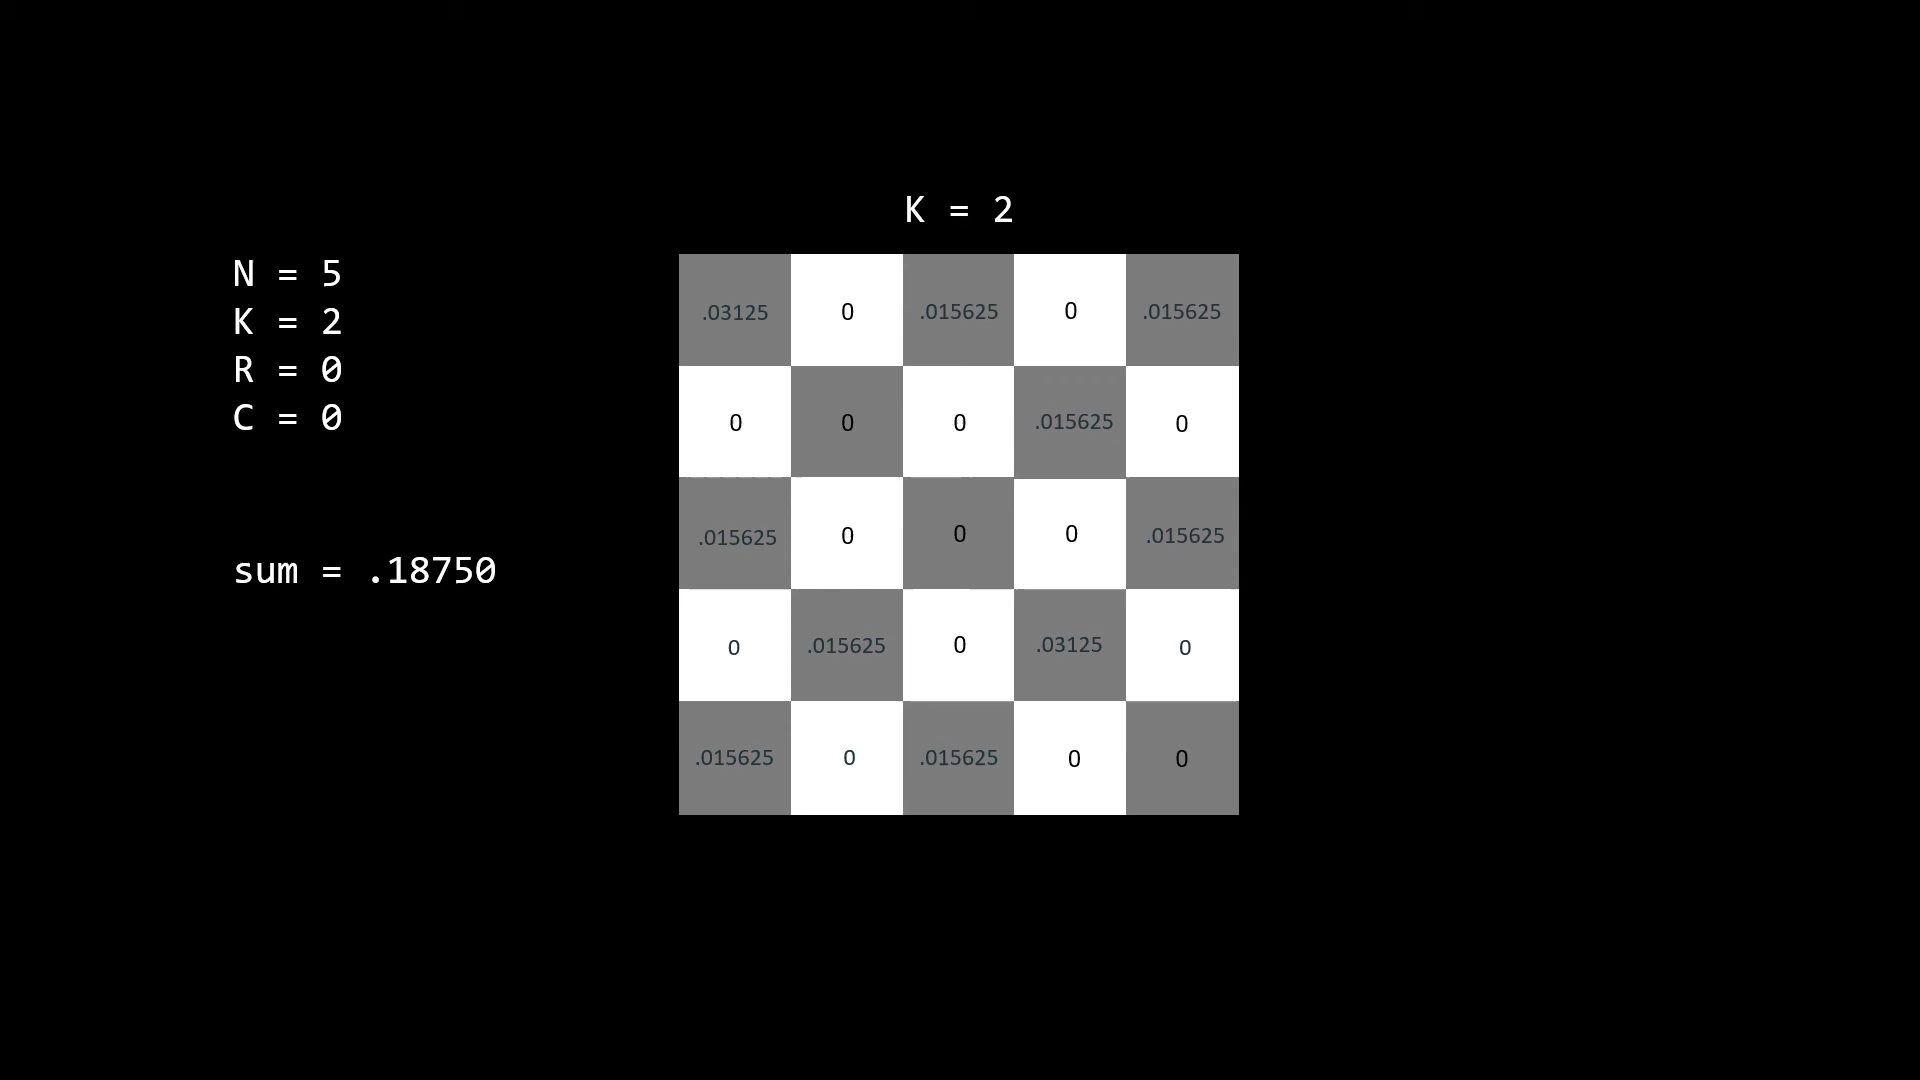 K = 2
N = 5
K = 2
R = 0
C = 0
sum = .18750
.03125 0 .015625 0 .015625
0 0 0 .015625 0
.015625 0 0 0 .015625
0 .015625 0 .03125 0
.015625 0 .015625 0 0